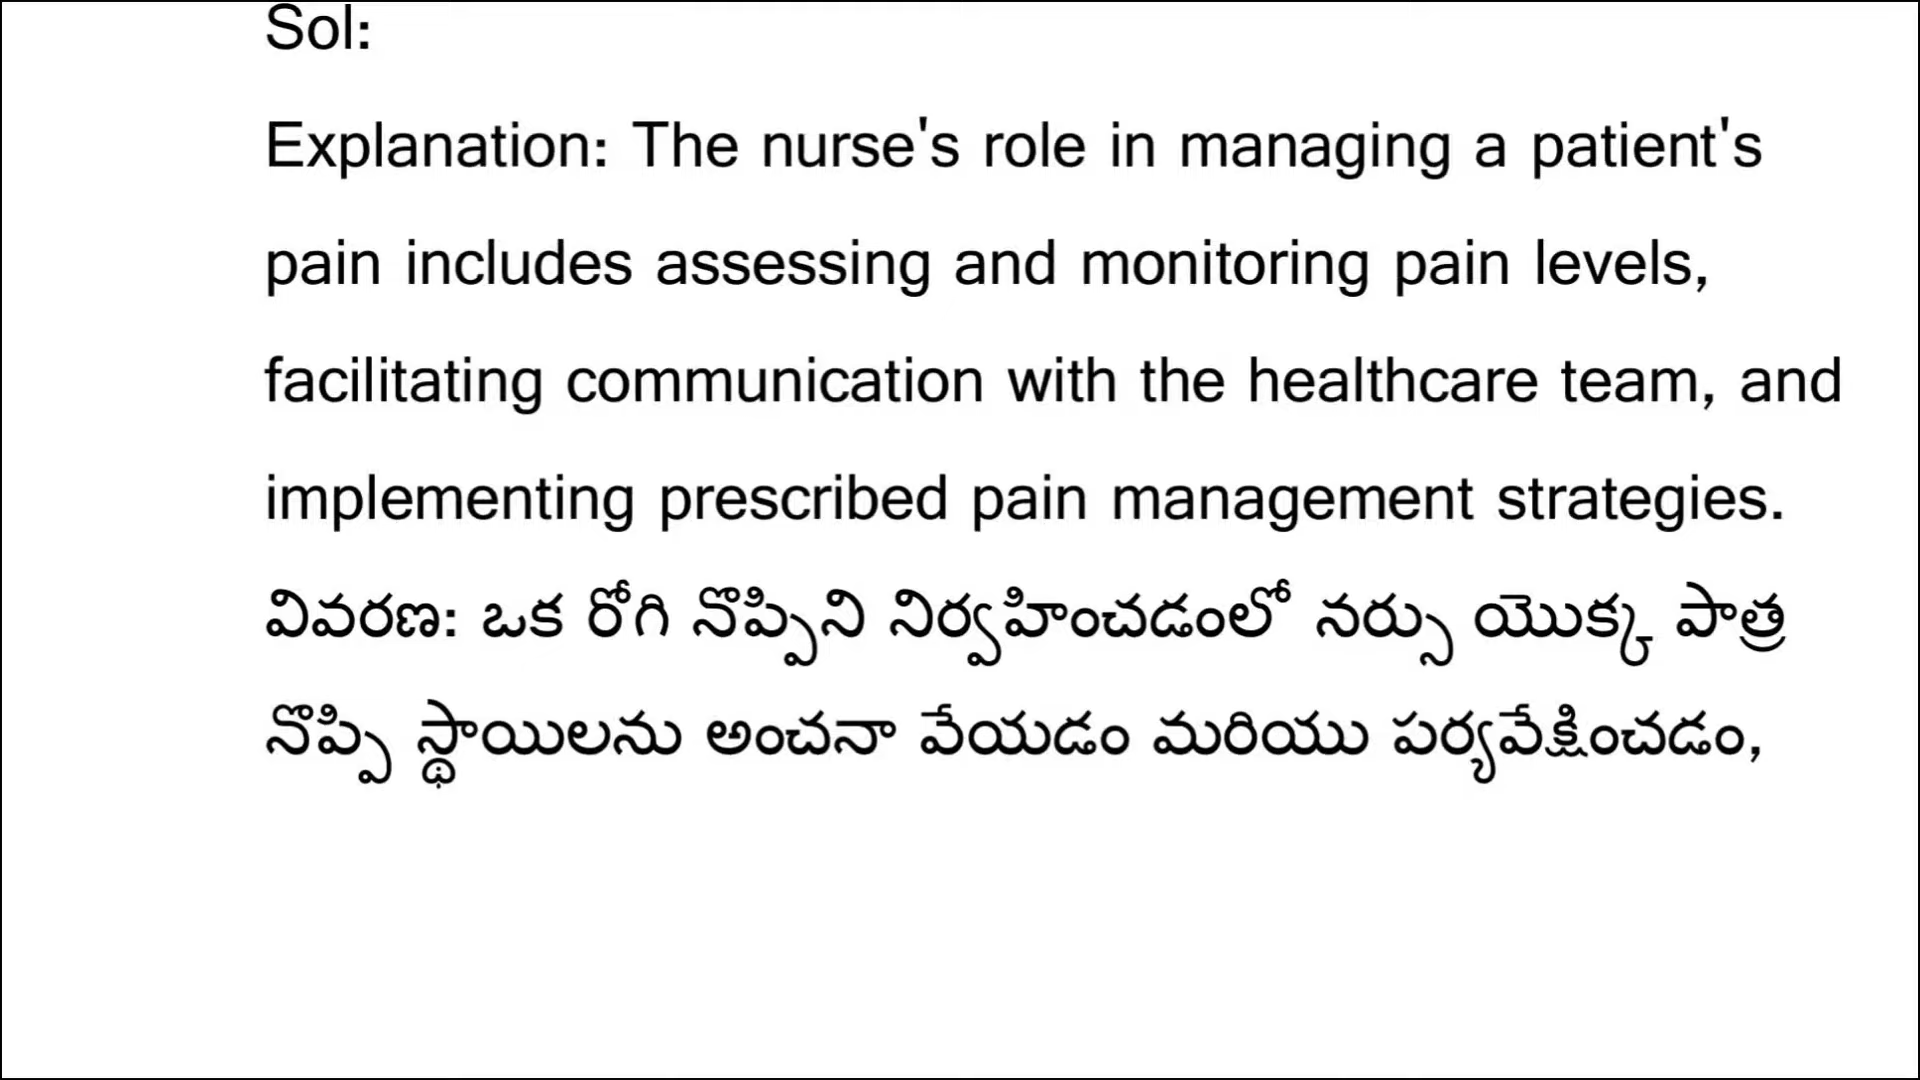 Sol:
Explanation: The nurse's role in managing a patient's
pain includes assessing and monitoring pain levels,
facilitating communication with the healthcare team, and
implementing prescribed pain management strategies.
వివరణ: ఒక రోగి నొప్పిని నిర్వహించడంలో నర్సు యొక్క పాత్ర
నొప్పి స్థాయిలను అంచనా వేయడం మరియు పర్యవేక్షించడం,